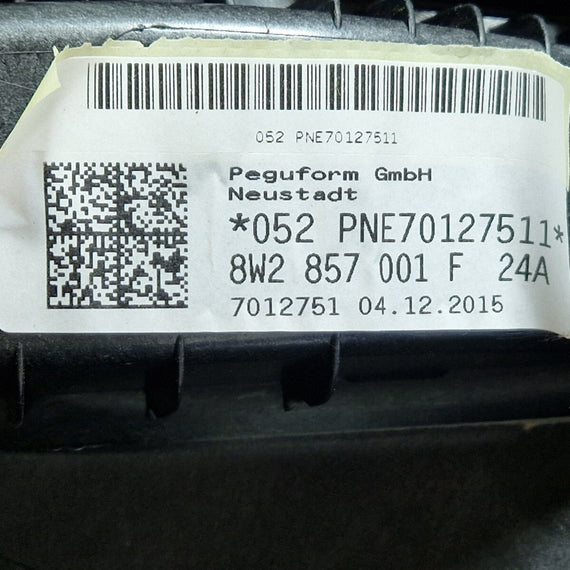 052 PNE70127511
Peguform GmbH
Neustadt
*052 PNE70127511*
8W2 857 001 F 24A
7012751 04.12.2015